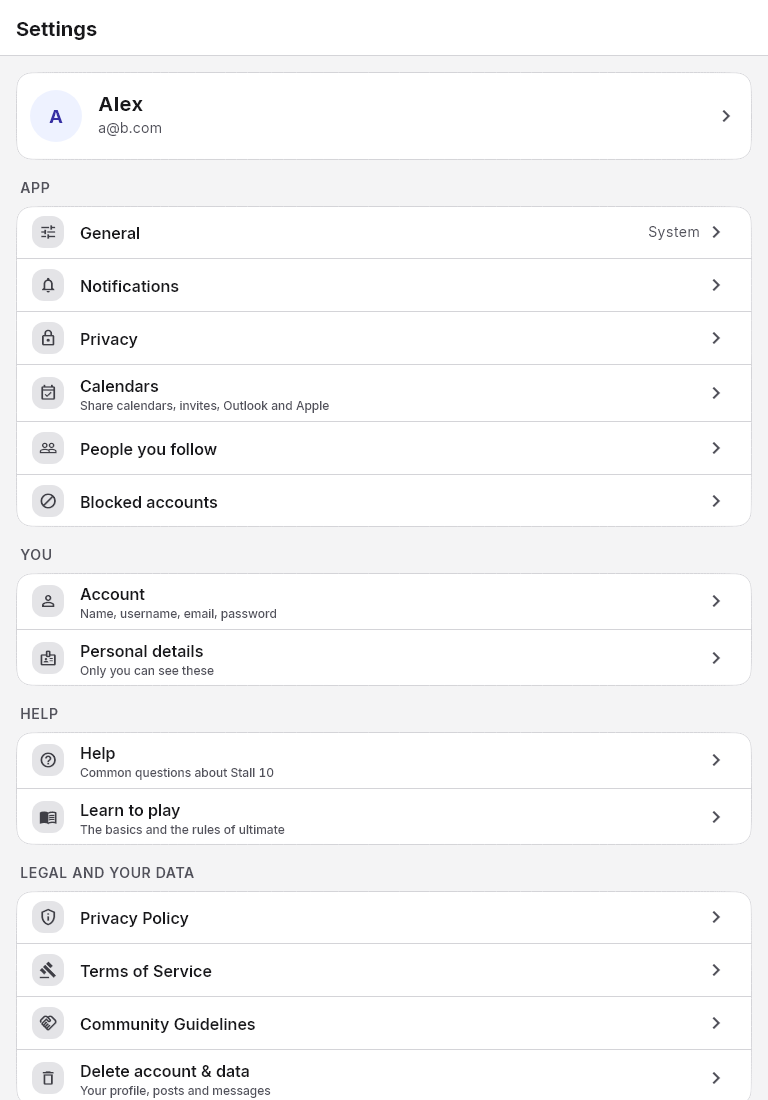 Settings
A
Alex
a@b.com
APP
General
System
Notifications
Privacy
Calendars
Share calendars, invites, Outlook and Apple
People you follow
Blocked accounts
YOU
Account
Name, username, email, password
Personal details
Only you can see these
HELP
Help
Common questions about Stall 10
Learn to play
The basics and the rules of ultimate
LEGAL AND YOUR DATA
Privacy Policy
Terms of Service
Community Guidelines
Delete account & data
Your profile, posts and messages